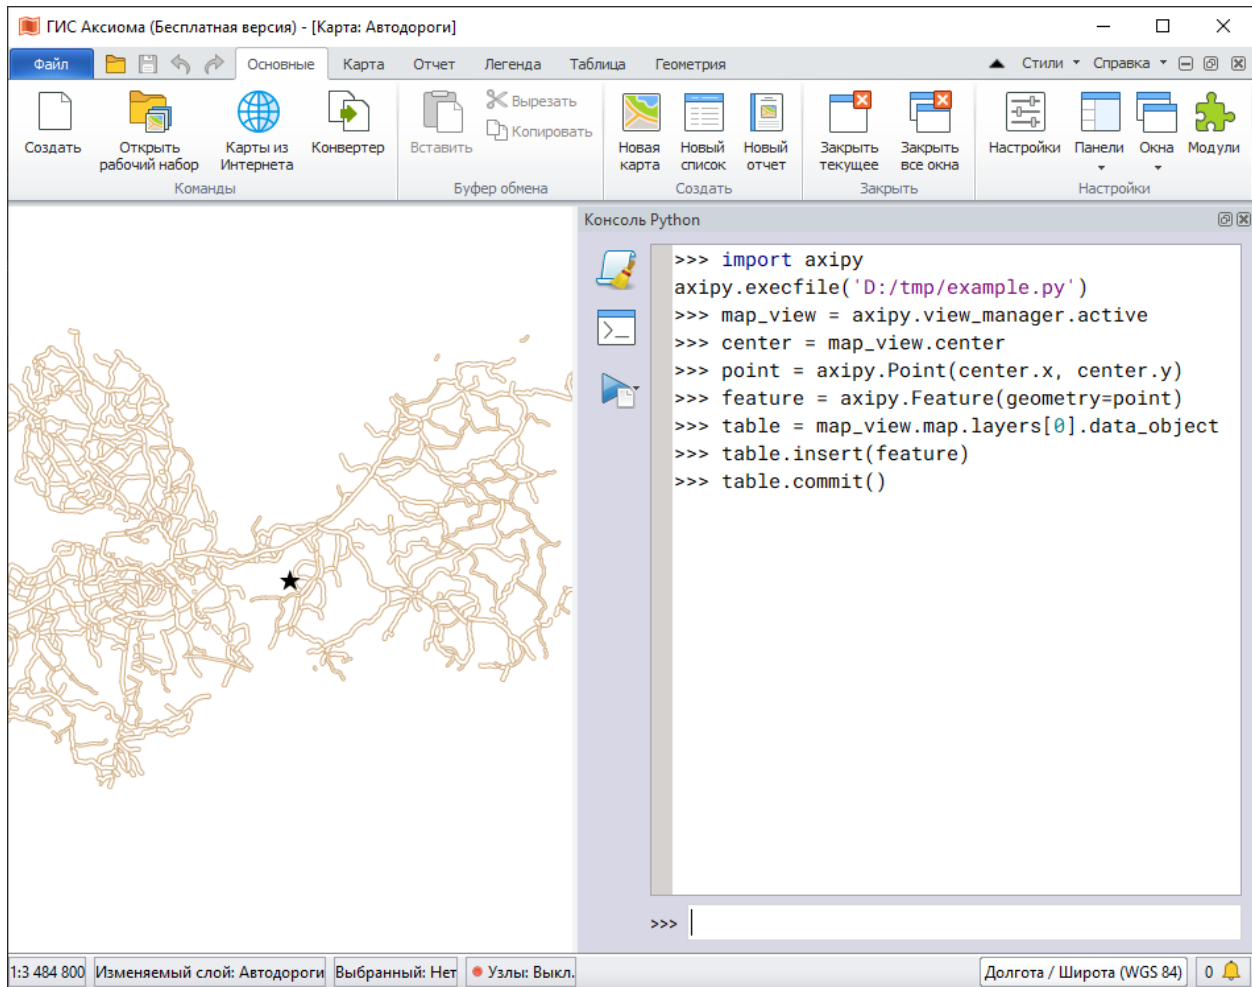 ГИС Аксиома (Бесплатная версия) - [Карта: Автодороги]
Файл Основные Карта Отчет Легенда Таблица Геометрия Стили Справка
Создать Открыть рабочий набор Карты из Интернета Конвертер
Команды
Вставить Вырезать Копировать
Буфер обмена
Новая карта Новый список Новый отчет
Создать
Закрыть текущее Закрыть все окна
Закрыть
Настройки Панели Окна Модули
Настройки
Консоль Python
>>> import axipy
axipy.execfile('D:/tmp/example.py')
>>> map_view = axipy.view_manager.active
>>> center = map_view.center
>>> point = axipy.Point(center.x, center.y)
>>> feature = axipy.Feature(geometry=point)
>>> table = map_view.map.layers[0].data_object
>>> table.insert(feature)
>>> table.commit()
>>>
1:3 484 800 Изменяемый слой: Автодороги Выбранный: Нет Узлы: Выкл. Долгота / Широта (WGS 84) 0